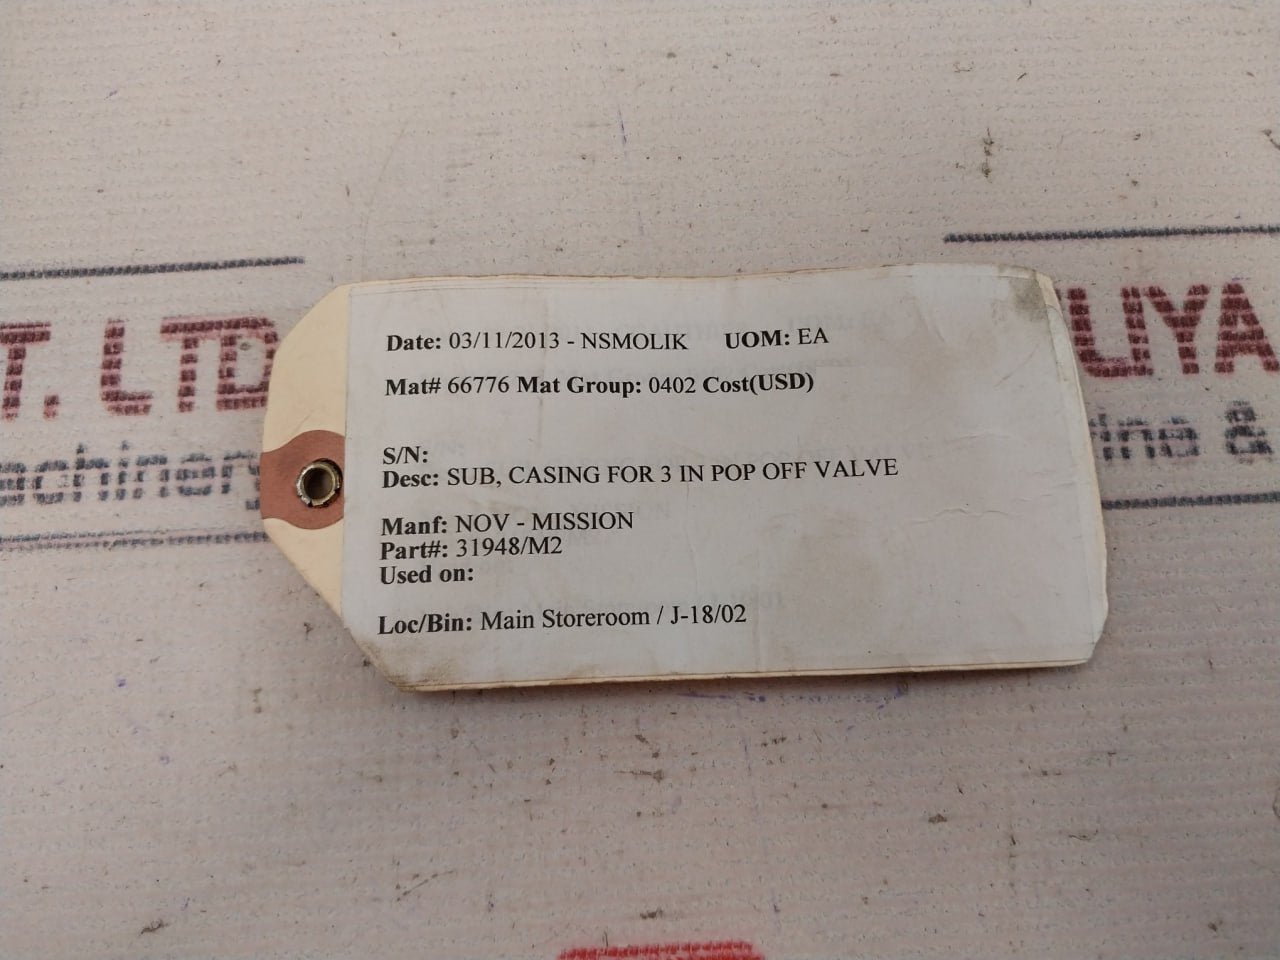 Date: 03/11/2013 - NSMOLIK UOM: EA
Mat# 66776 Mat Group: 0402 Cost(USD)
S/N:
Desc: SUB, CASING FOR 3 IN POP OFF VALVE
Manf: NOV - MISSION
Part#: 31948/M2
Used on:
Loc/Bin: Main Storeroom / J-18/02
T. LTD
achinery
UYA
ine &